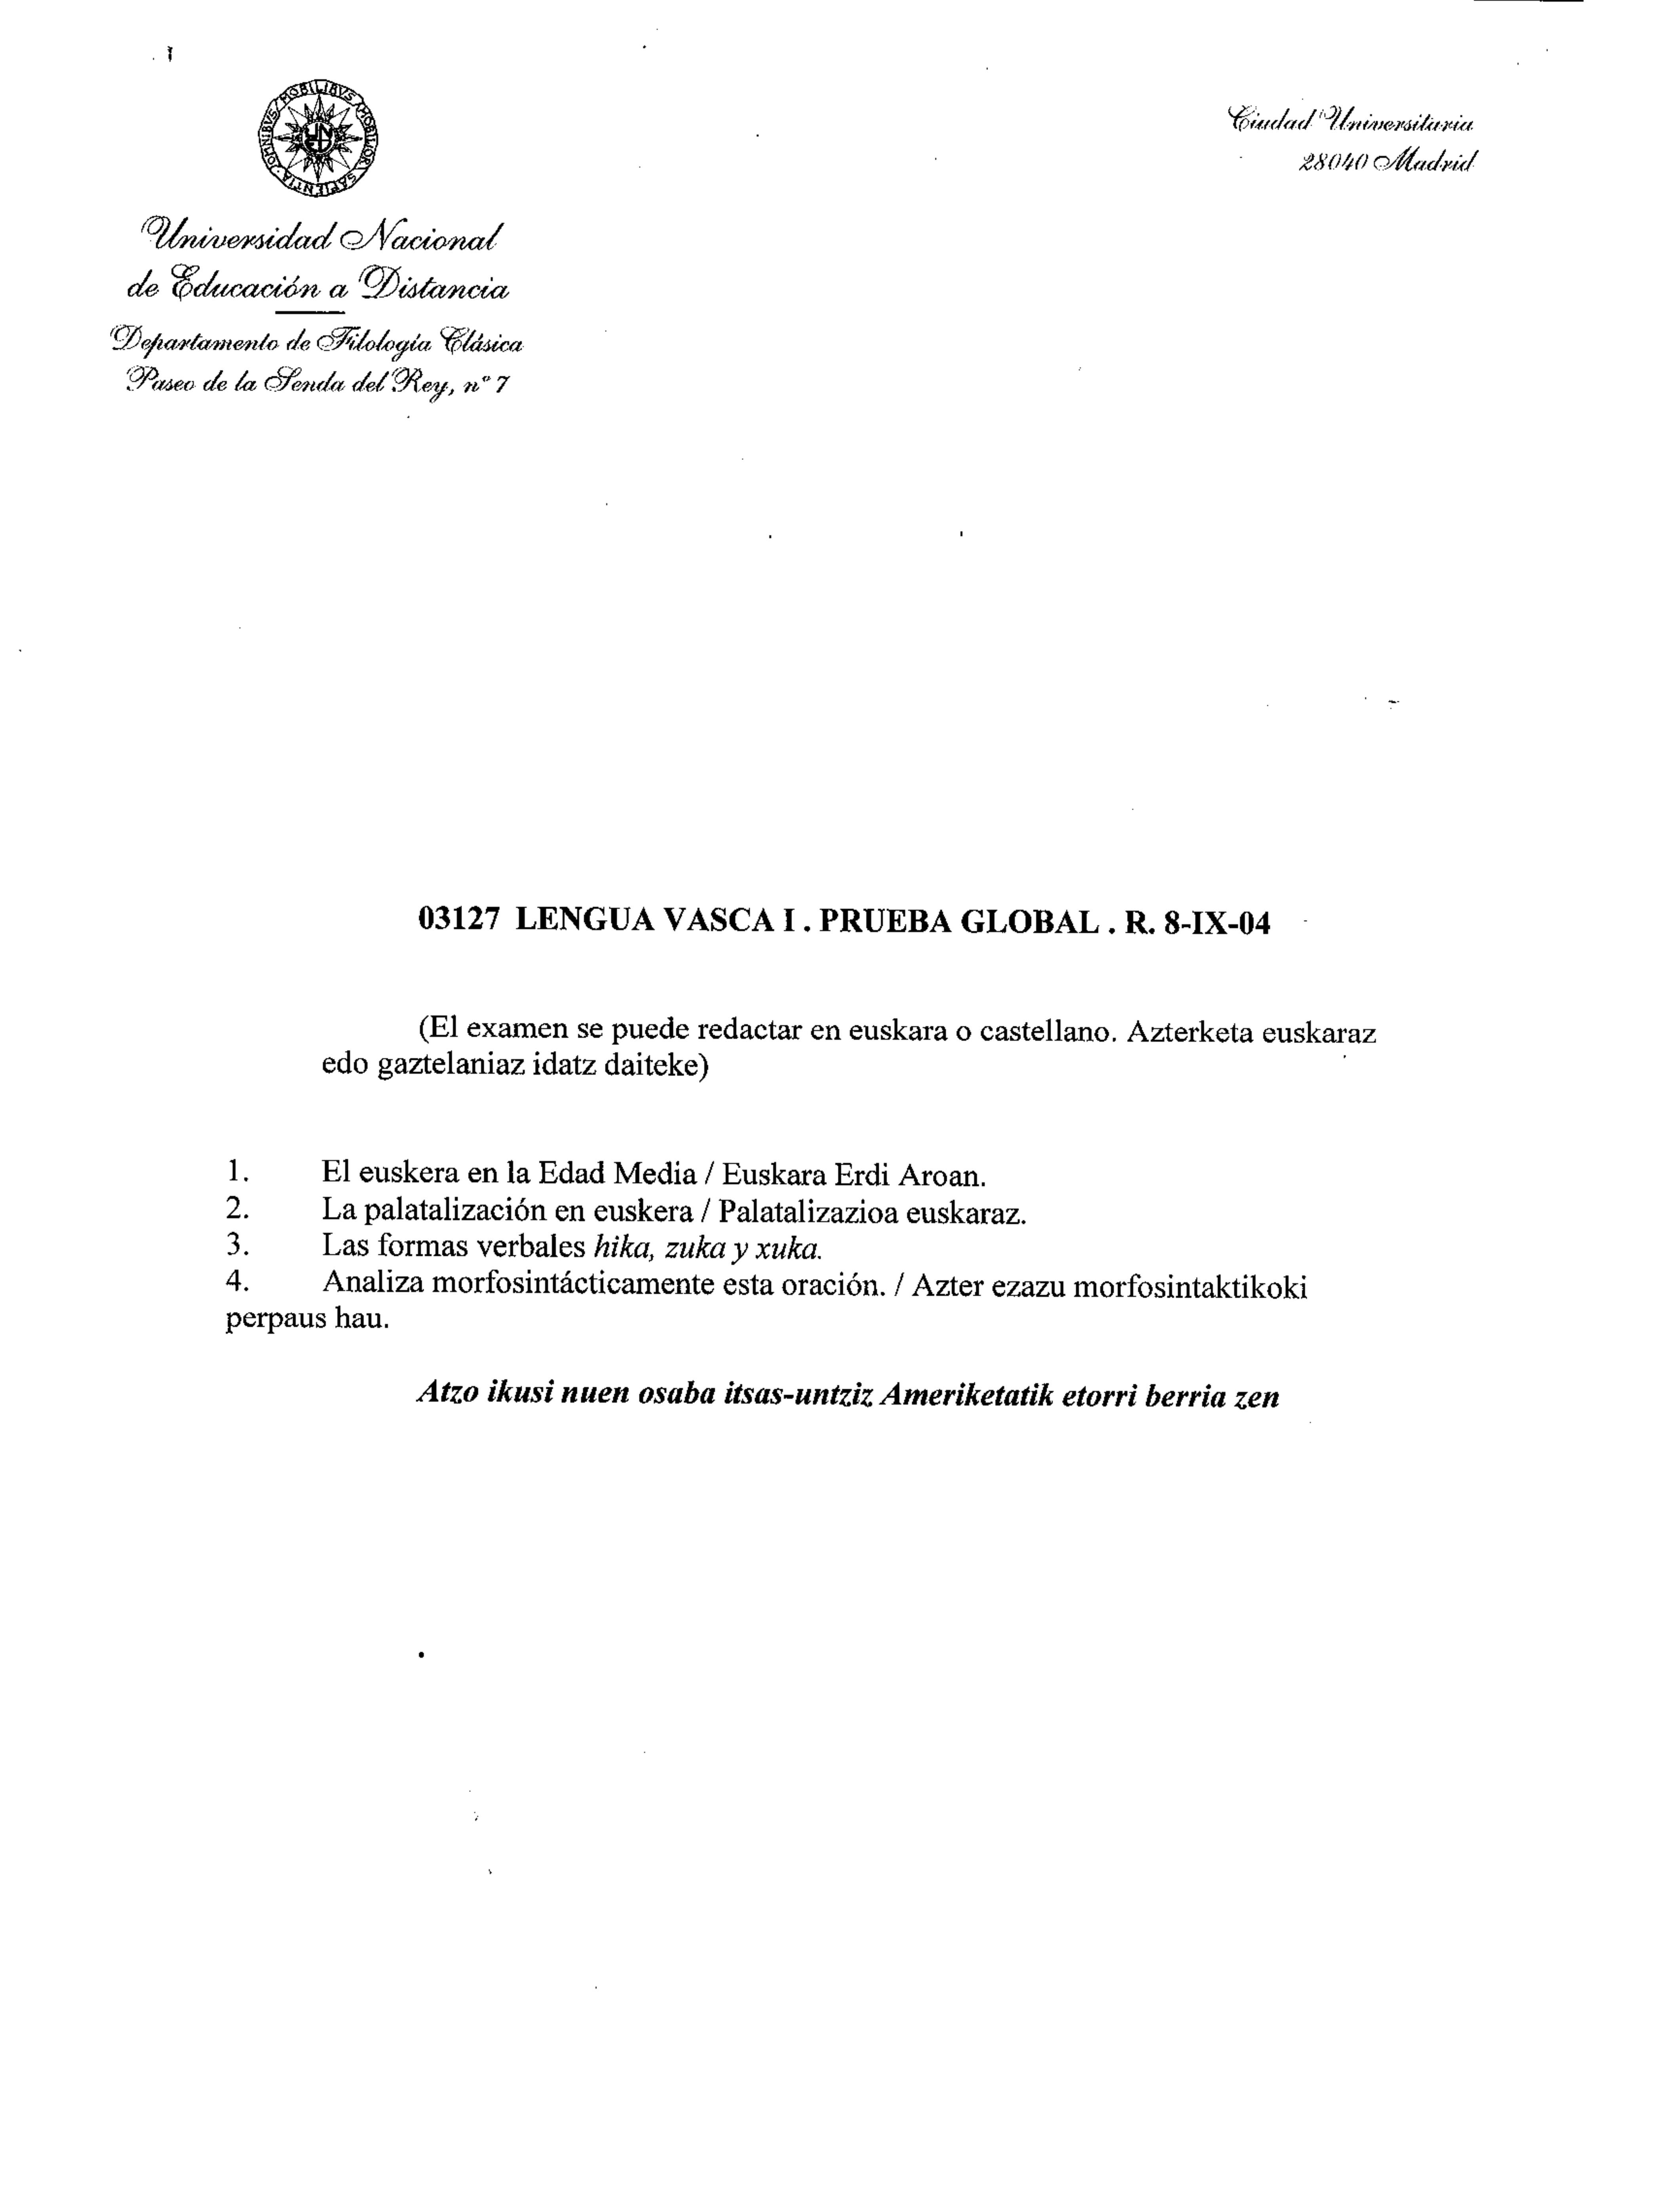 OMNIBVS MOBILIBVS MOBILIOR SAPIENTIA
Ciudad Universitaria
28040 Madrid
Universidad Nacional
de Educación a Distancia
Departamento de Filología Clásica
Paseo de la Senda del Rey, nº 7
03127 LENGUA VASCA I . PRUEBA GLOBAL . R. 8-IX-04
(El examen se puede redactar en euskara o castellano. Azterketa euskaraz
edo gaztelaniaz idatz daiteke)
1. El euskera en la Edad Media / Euskara Erdi Aroan.
2. La palatalización en euskera / Palatalizazioa euskaraz.
3. Las formas verbales hika, zuka y xuka.
4. Analiza morfosintácticamente esta oración. / Azter ezazu morfosintaktikoki
perpaus hau.
Atzo ikusi nuen osaba itsas-untziz Ameriketatik etorri berria zen